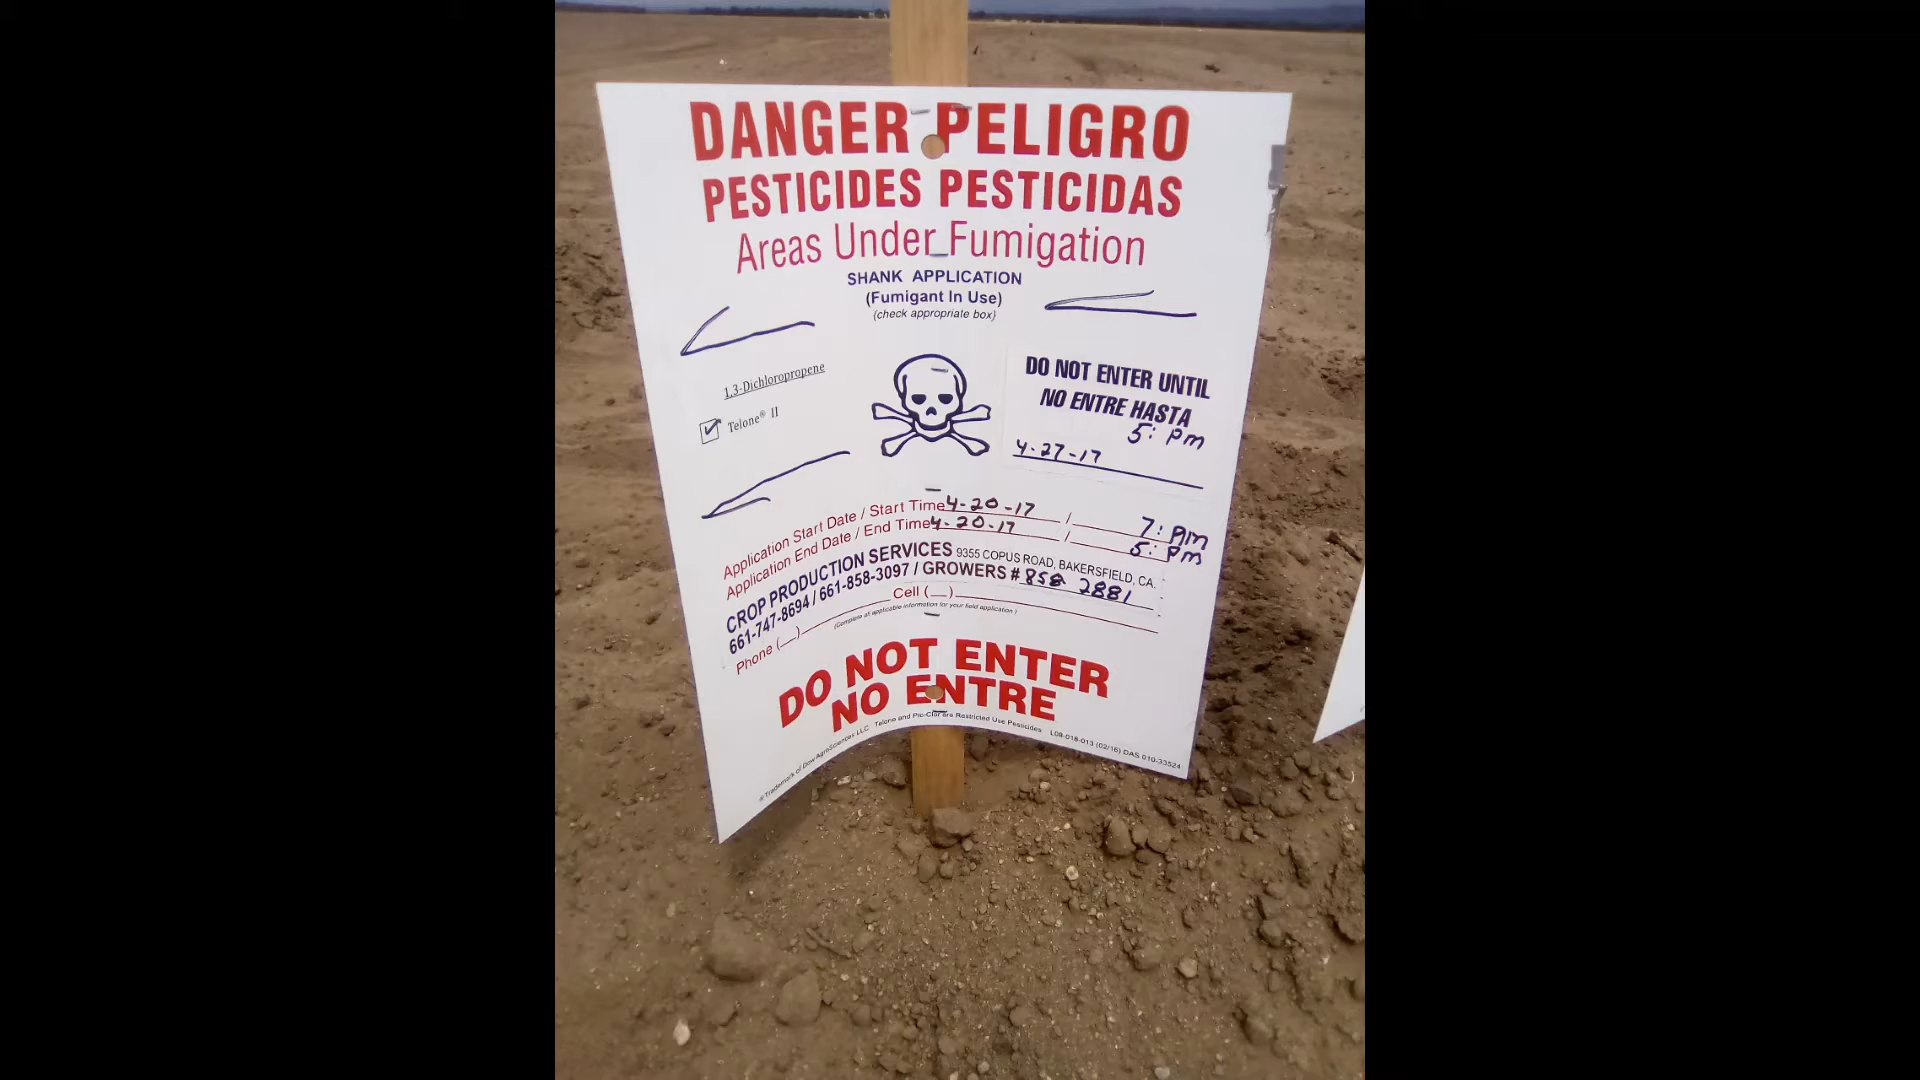 DANGER PELIGRO
PESTICIDES PESTICIDAS
Areas Under Fumigation
SHANK APPLICATION
(Fumigant In Use)
(check appropriate box)
1,3-Dichloropropene
Telone® II
DO NOT ENTER UNTIL
NO ENTRE HASTA
5: pm
4-27-17
Application Start Date / Start Time 4-20-17 / 7: Am
Application End Date / End Time 4-20-17 / 5: pm
CROP PRODUCTION SERVICES 9355 COPUS ROAD, BAKERSFIELD, CA.
661-747-8694 / 661-858-3097 / GROWERS # 858 2881
Phone (__) Cell (__)
(Complete all applicable information for your field application)
DO NOT ENTER
NO ENTRE
®Trademark of Dow AgroSciences LLC Telone and Pic-Clor are Restricted Use Pesticides L08-018-013 (02/16) DAS 010-33524